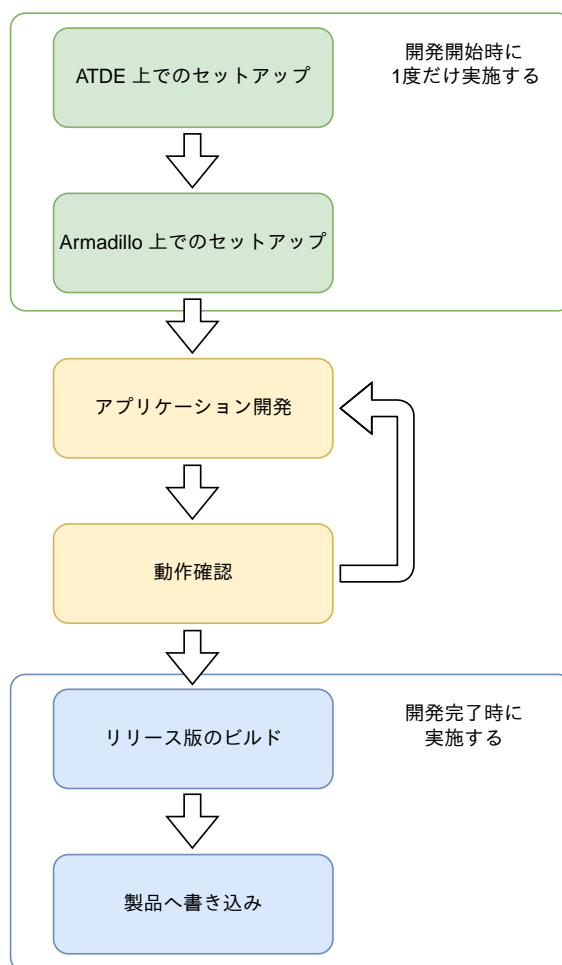 ATDE 上でのセットアップ
開発開始時に
1度だけ実施する
Armadillo 上でのセットアップ
アプリケーション開発
動作確認
リリース版のビルド
開発完了時に
実施する
製品へ書き込み